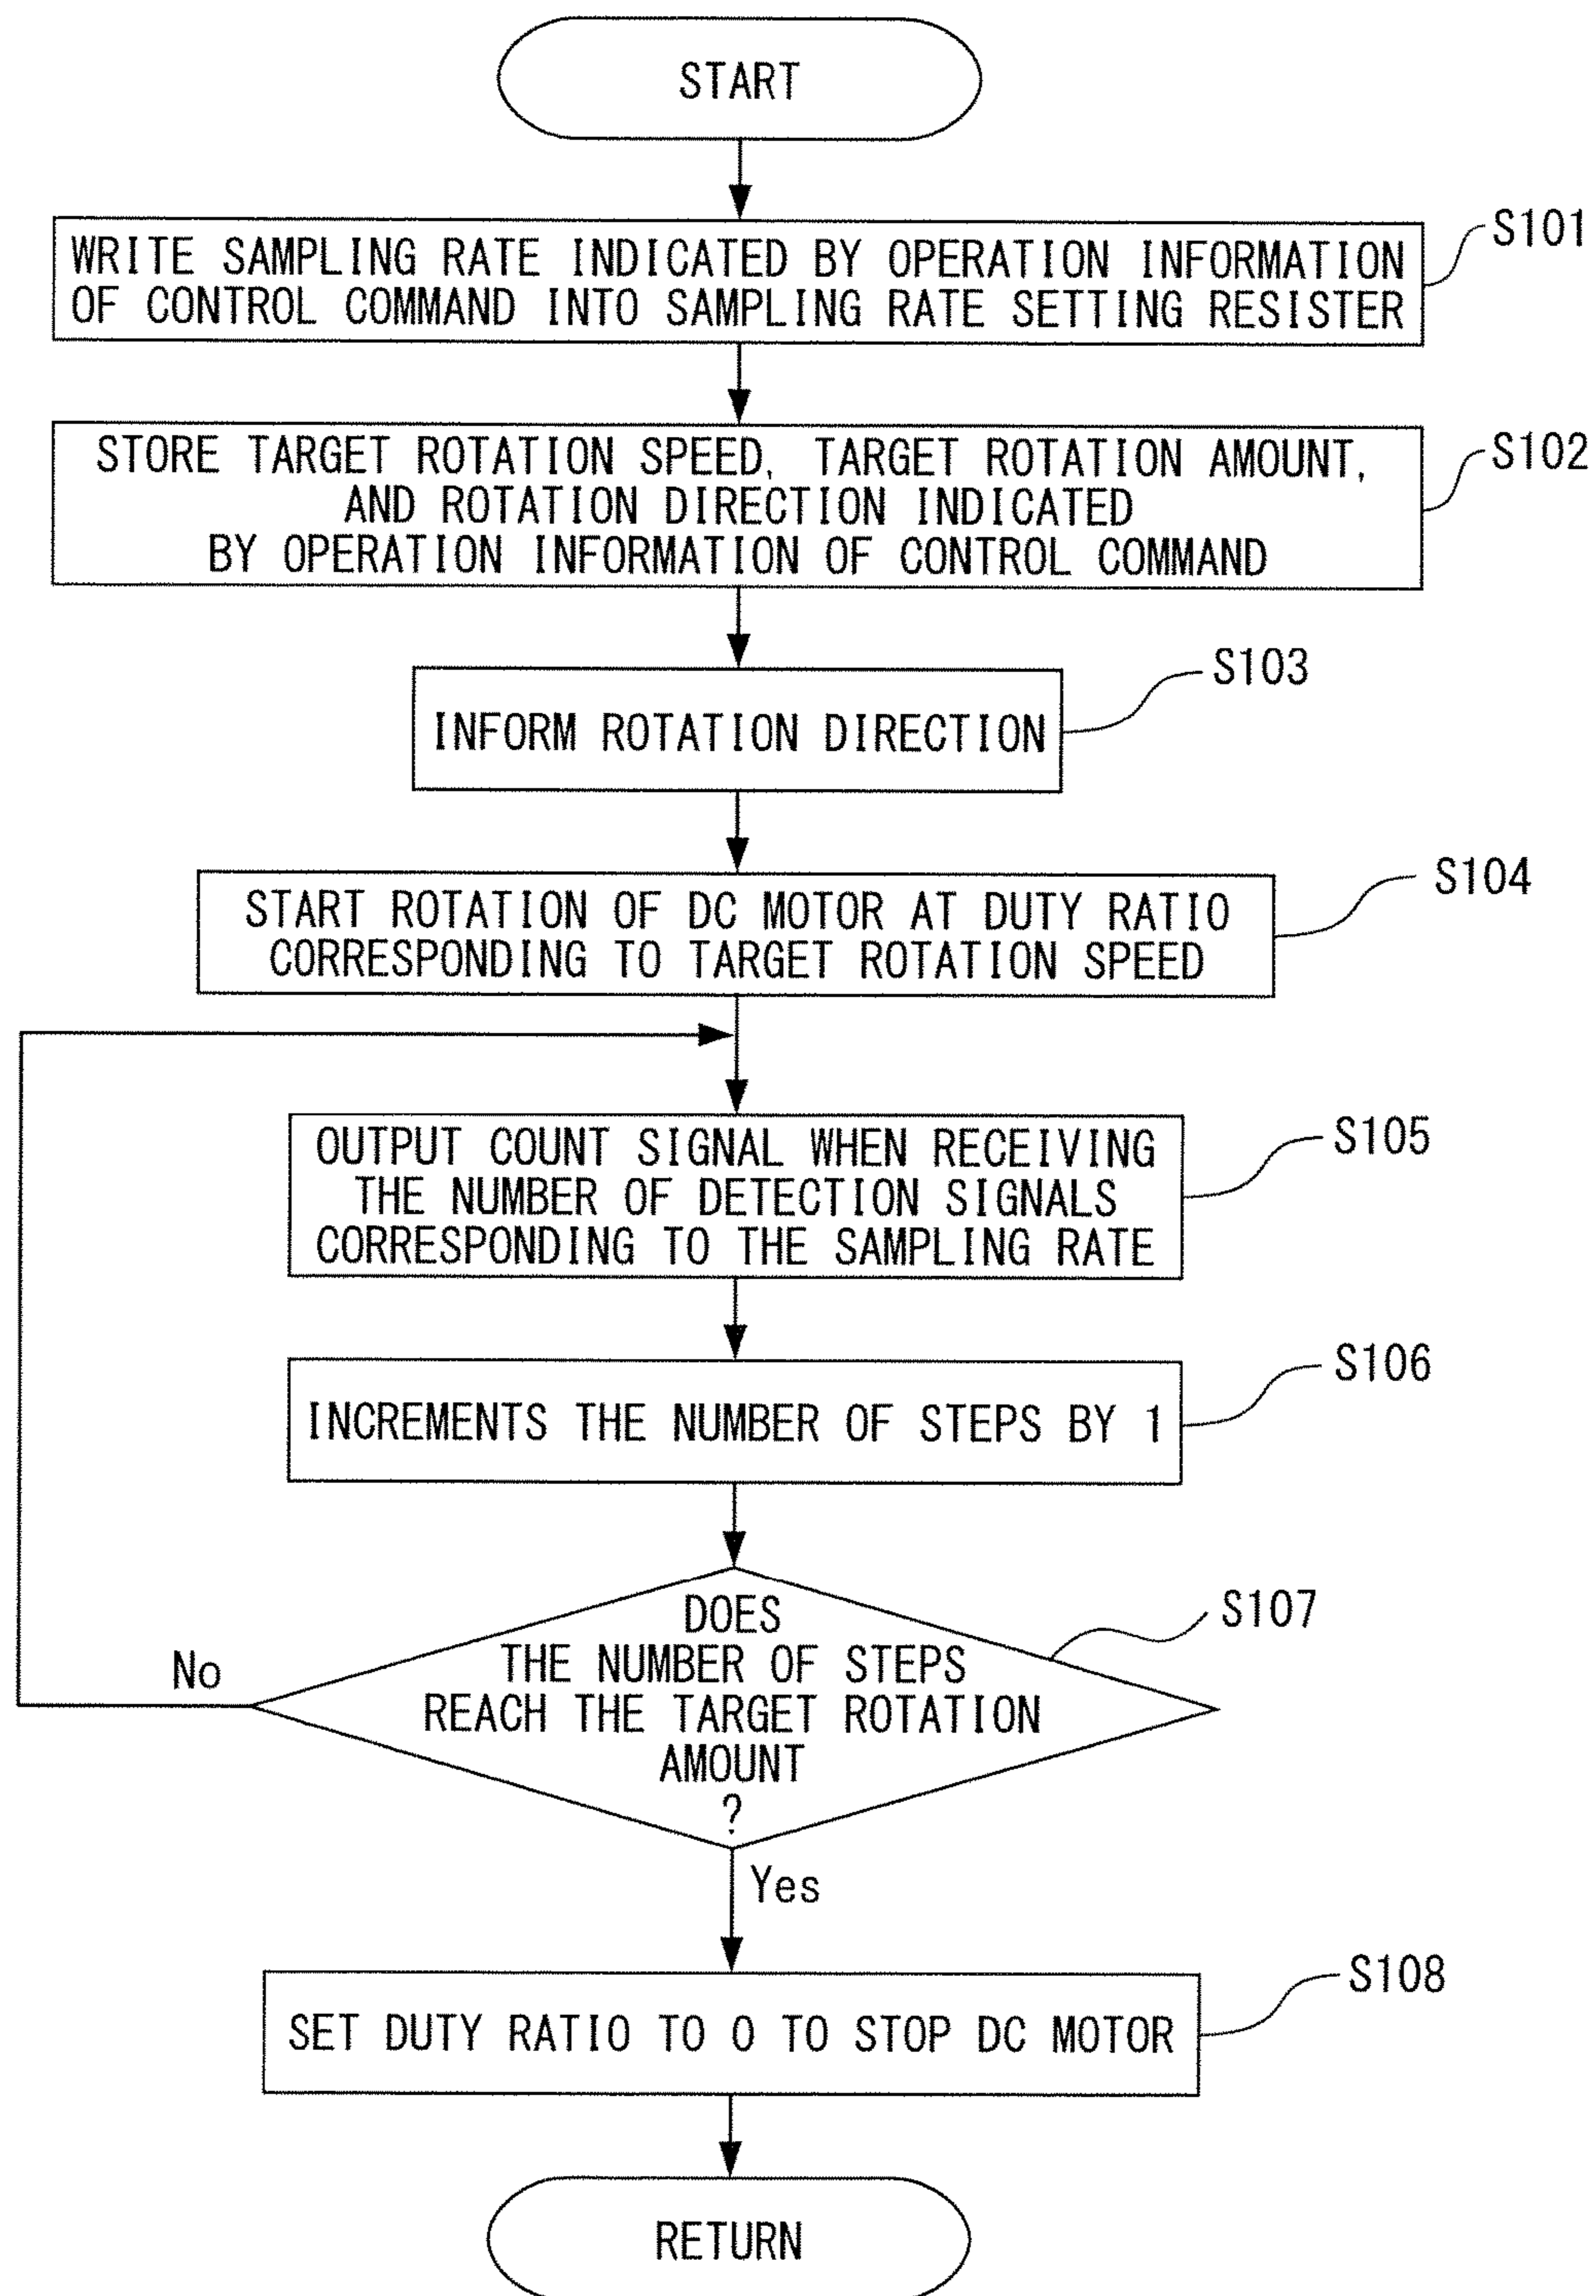 START
WRITE SAMPLING RATE INDICATED BY OPERATION INFORMATION
OF CONTROL COMMAND INTO SAMPLING RATE SETTING RESISTER
S101
STORE TARGET ROTATION SPEED, TARGET ROTATION AMOUNT,
AND ROTATION DIRECTION INDICATED
BY OPERATION INFORMATION OF CONTROL COMMAND
S102
INFORM ROTATION DIRECTION
S103
START ROTATION OF DC MOTOR AT DUTY RATIO
CORRESPONDING TO TARGET ROTATION SPEED
S104
OUTPUT COUNT SIGNAL WHEN RECEIVING
THE NUMBER OF DETECTION SIGNALS
CORRESPONDING TO THE SAMPLING RATE
S105
INCREMENTS THE NUMBER OF STEPS BY 1
S106
DOES
THE NUMBER OF STEPS
REACH THE TARGET ROTATION
AMOUNT
?
S107
No
Yes
SET DUTY RATIO TO 0 TO STOP DC MOTOR
S108
RETURN